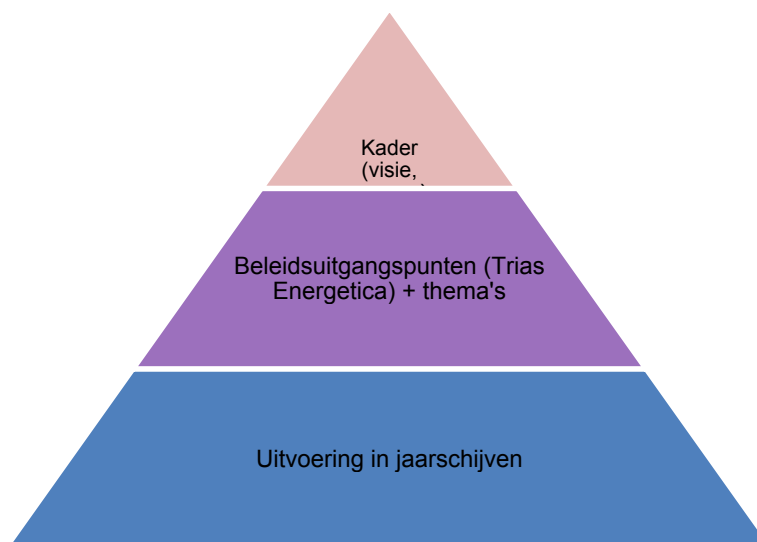 Kader
(visie,
Beleidsuitgangspunten (Trias
Energetica) + thema's
Uitvoering in jaarschijven